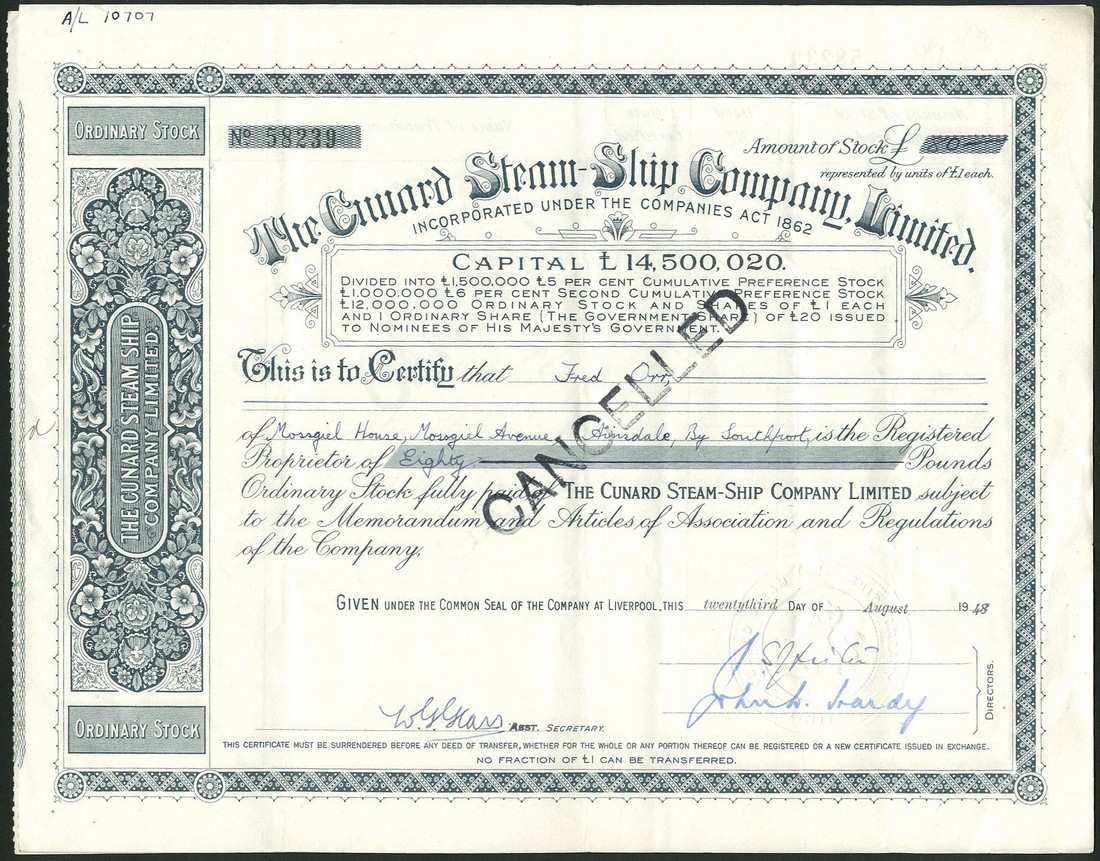 A/L 10707
ORDINARY STOCK
THE CUNARD STEAM SHIP
COMPANY LIMITED
ORDINARY STOCK
No 58239
Amount of Stock £
represented by units of £1 each.
The Cunard Steam-Ship Company, Limited.
INCORPORATED UNDER THE COMPANIES ACT 1862
CAPITAL £14,500,020.
DIVIDED INTO £1,500,000 £5 PER CENT CUMULATIVE PREFERENCE STOCK
£1,000,000 £6 PER CENT SECOND CUMULATIVE PREFERENCE STOCK
£12,000,000 ORDINARY STOCK AND SHARES OF £1 EACH
AND 1 ORDINARY SHARE (THE GOVERNMENT SHARE) OF £20 ISSUED
TO NOMINEES OF HIS MAJESTY'S GOVERNMENT.
This is to Certify that Fred Orr
of Mossgiel House, Mossgiel Avenue Ainsdale, By Southport, is the Registered
Proprietor of Eighty Pounds
Ordinary Stock fully paid THE CUNARD STEAM-SHIP COMPANY LIMITED subject
to the Memorandum and Articles of Association and Regulations
of the Company.
CANCELLED
GIVEN UNDER THE COMMON SEAL OF THE COMPANY AT LIVERPOOL, THIS twentythird DAY OF August 1948
DIRECTORS.
ASST. SECRETARY.
THIS CERTIFICATE MUST BE SURRENDERED BEFORE ANY DEED OF TRANSFER, WHETHER FOR THE WHOLE OR ANY PORTION THEREOF CAN BE REGISTERED OR A NEW CERTIFICATE ISSUED IN EXCHANGE.
NO FRACTION OF £1 CAN BE TRANSFERRED.